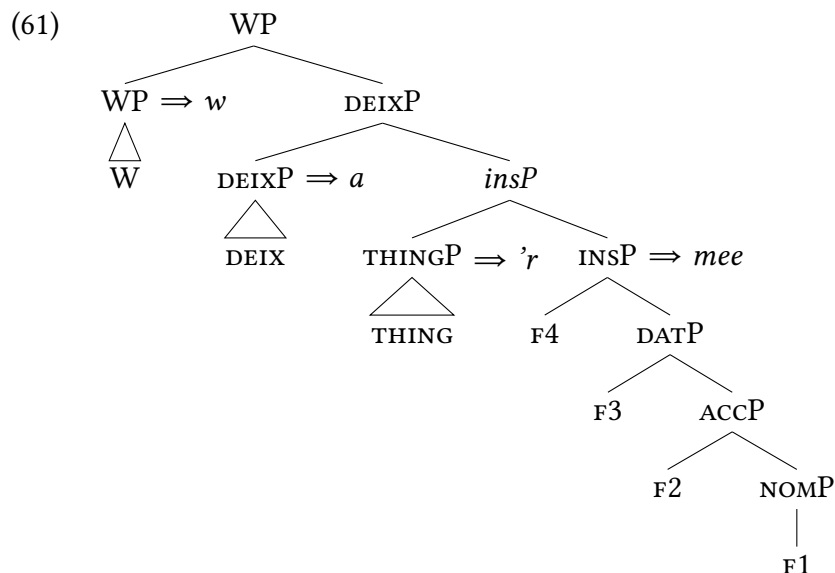 (61) WP
WP ⇒ w DEIXP
W DEIXP ⇒ a insP
DEIX THINGP ⇒ ’r INSP ⇒ mee
THING F4 DATP
F3 ACCP
F2 NOMP
F1